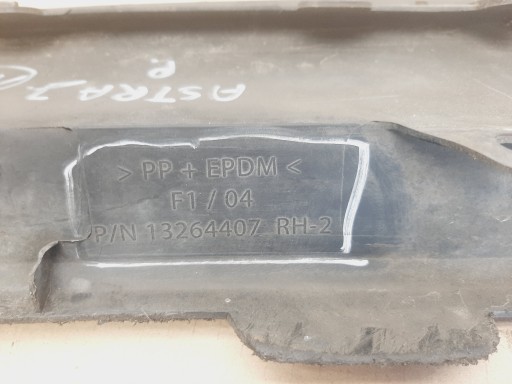 ASTRA J
P.
> PP + EPDM <
F1 / 04
P/N 13264407 RH-2